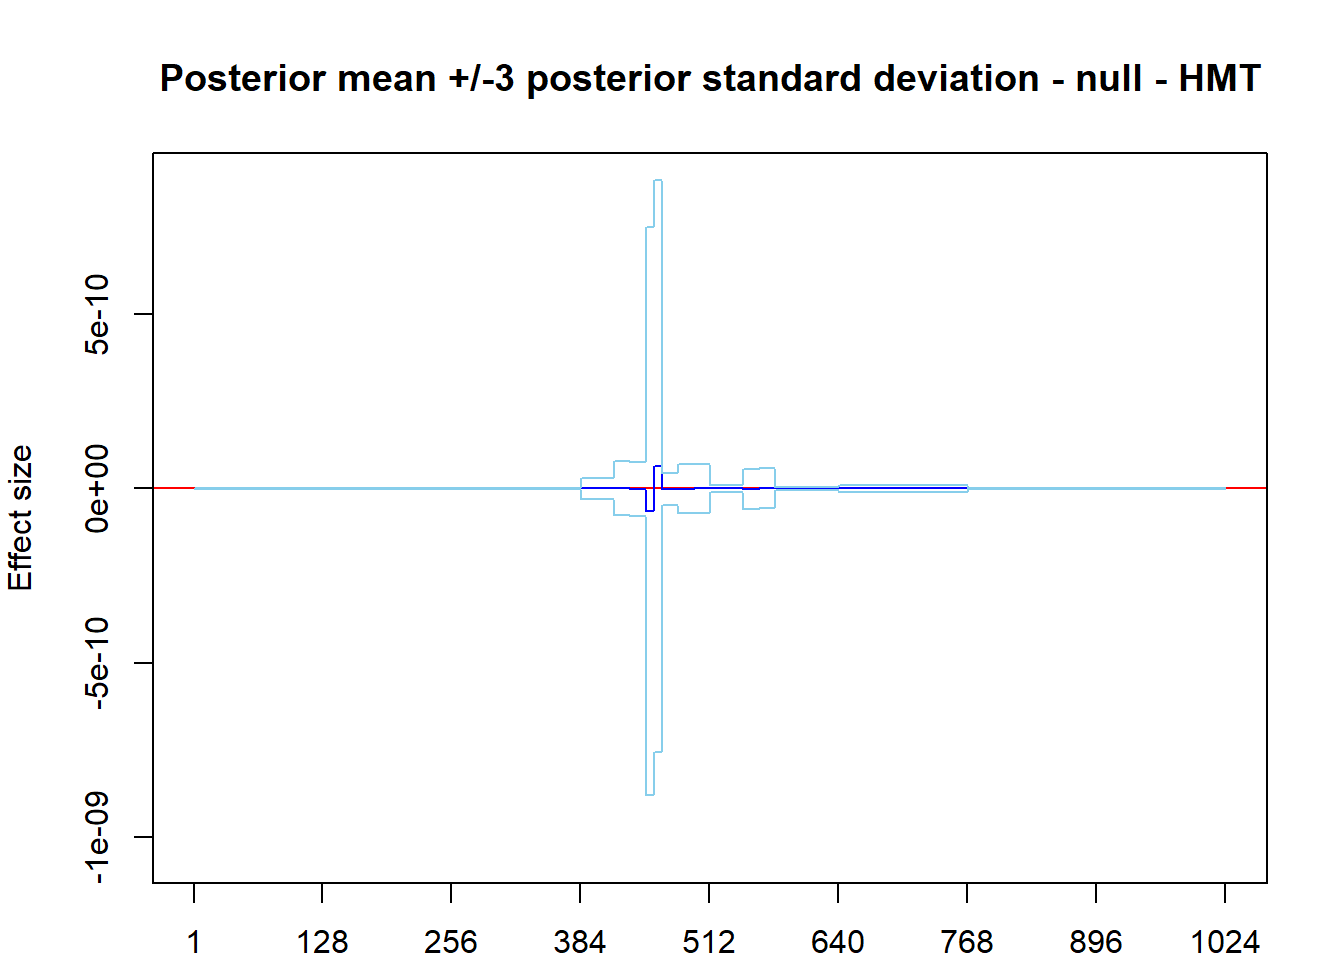 Posterior mean +/-3 posterior standard deviation - null - HMT
Effect size
5e-10
0e+00
-5e-10
-1e-09
1 128 256 384 512 640 768 896 1024